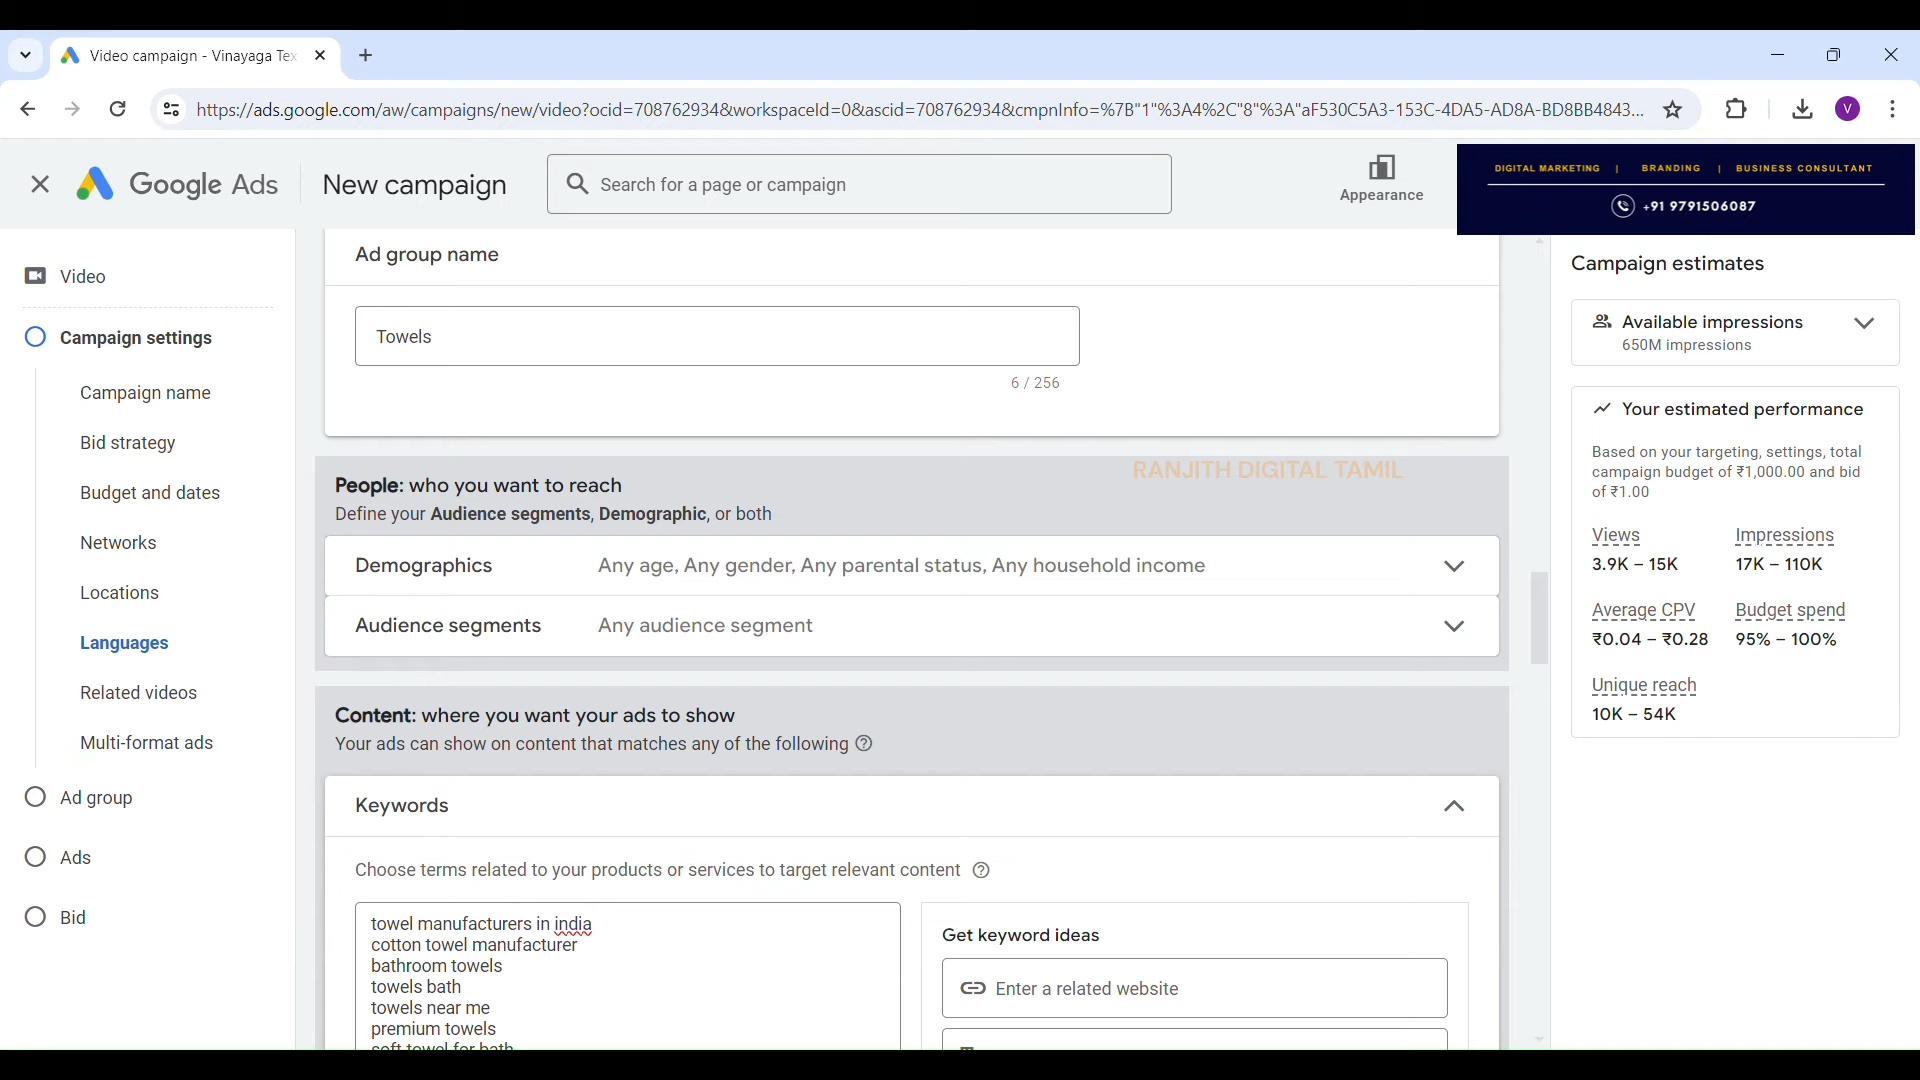 Video campaign - Vinayaga Tex
https://ads.google.com/aw/campaigns/new/video?ocid=708762934&workspaceId=0&ascid=708762934&cmpnInfo=%7B"1"%3A4%2C"8"%3A"aF530C5A3-153C-4DA5-AD8A-BD8BB4843...
V
Google Ads
New campaign
Search for a page or campaign
Appearance
DIGITAL MARKETING | BRANDING | BUSINESS CONSULTANT
+91 9791506087
Video
Campaign settings
Campaign name
Bid strategy
Budget and dates
Networks
Locations
Languages
Related videos
Multi-format ads
Ad group
Ads
Bid
Ad group name
Towels
6 / 256
RANJITH DIGITAL TAMIL
People: who you want to reach
Define your Audience segments, Demographic, or both
Demographics Any age, Any gender, Any parental status, Any household income
Audience segments Any audience segment
Content: where you want your ads to show
Your ads can show on content that matches any of the following
Keywords
Choose terms related to your products or services to target relevant content
towel manufacturers in india
cotton towel manufacturer
bathroom towels
towels bath
towels near me
premium towels
soft towel for bath
Get keyword ideas
Enter a related website
Campaign estimates
Available impressions
650M impressions
Your estimated performance
Based on your targeting, settings, total
campaign budget of ₹1,000.00 and bid
of ₹1.00
Views Impressions
3.9K – 15K 17K – 110K
Average CPV Budget spend
₹0.04 – ₹0.28 95% – 100%
Unique reach
10K – 54K